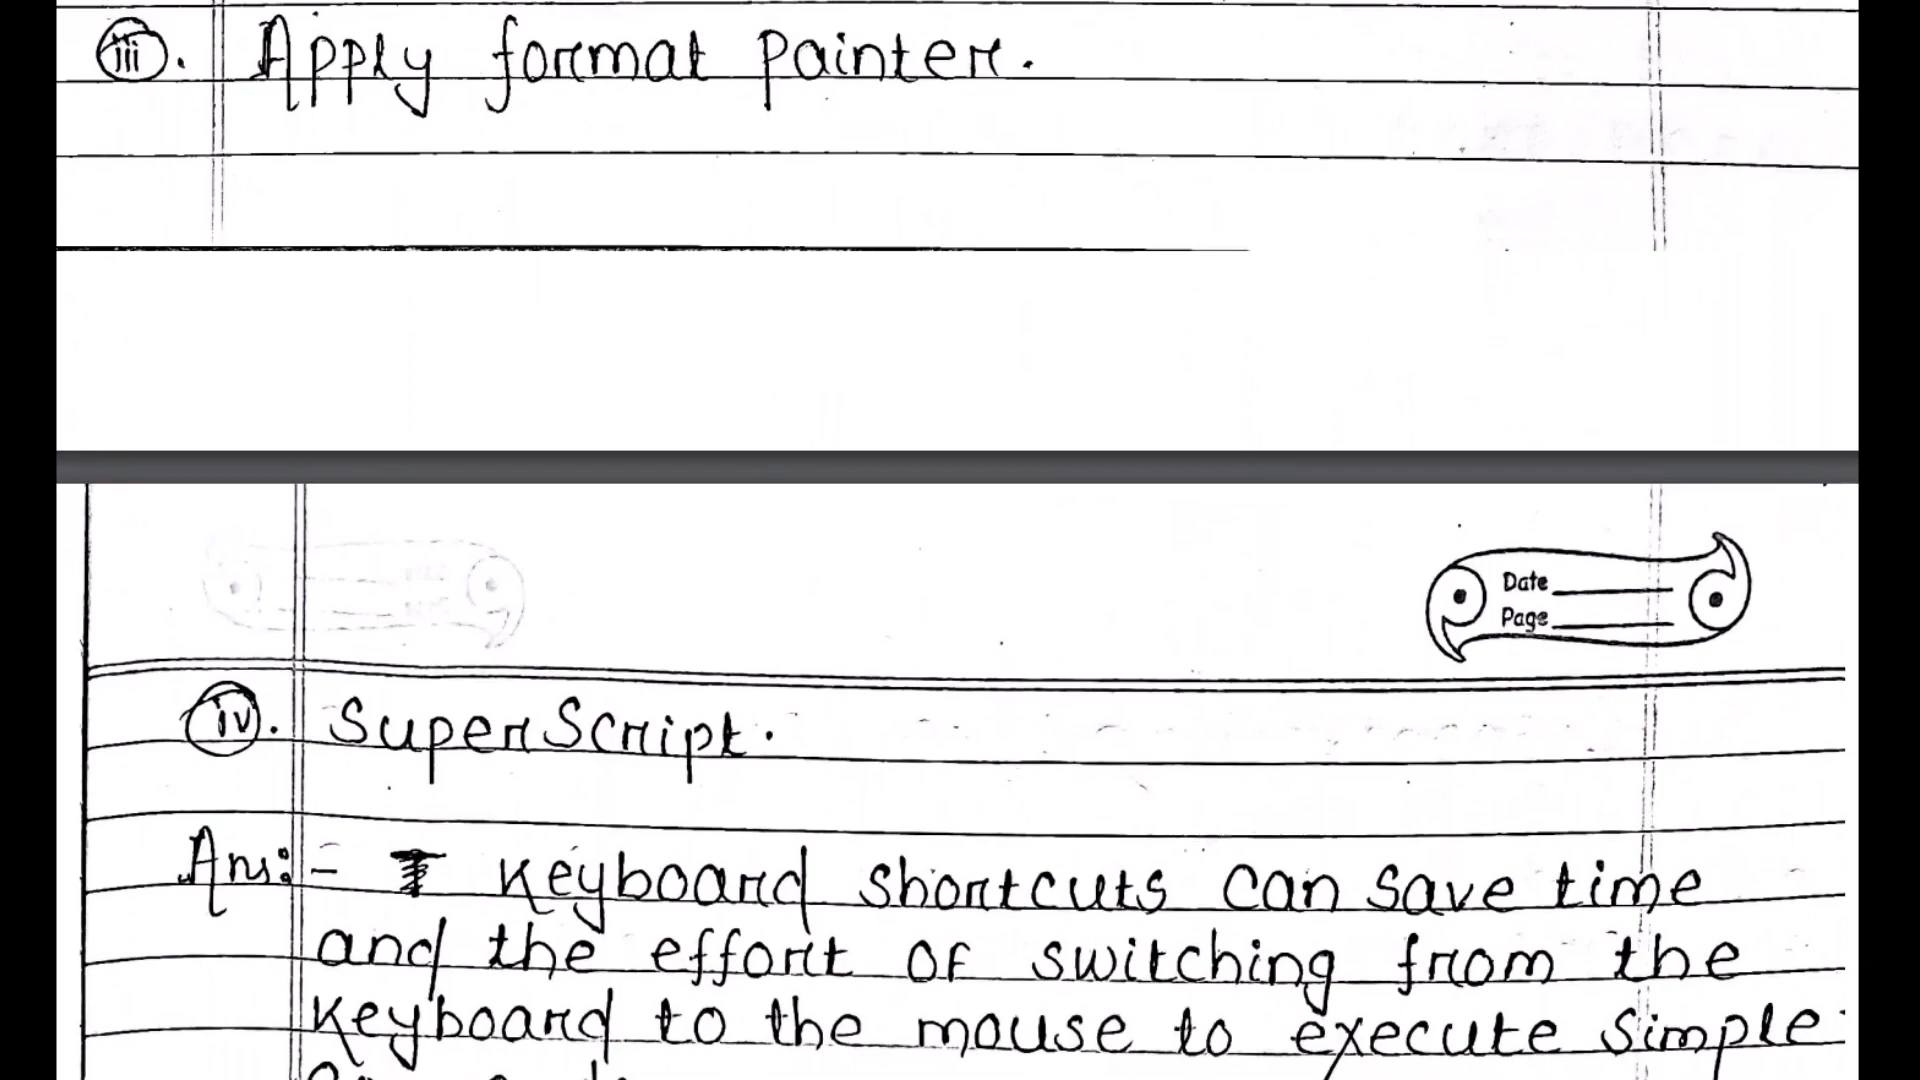 iii. Apply format painter.
Date
Page
iv. SuperScript.
Ans:- Keyboard shortcuts can save time
and the effort of switching from the
Keyboard to the mouse to execute simple